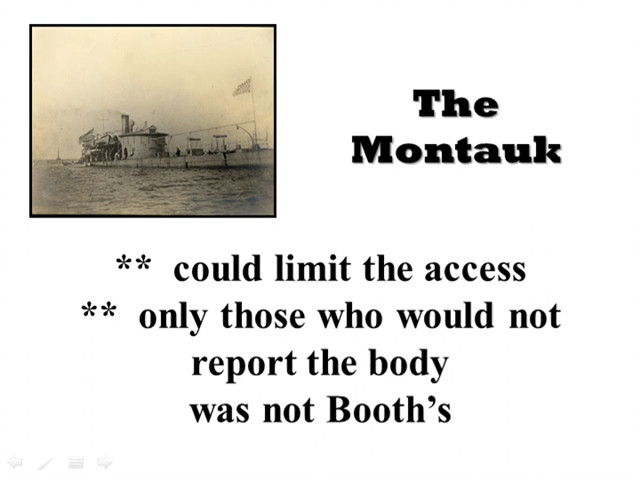 The
Montauk
** could limit the access
** only those who would not
report the body
was not Booth's